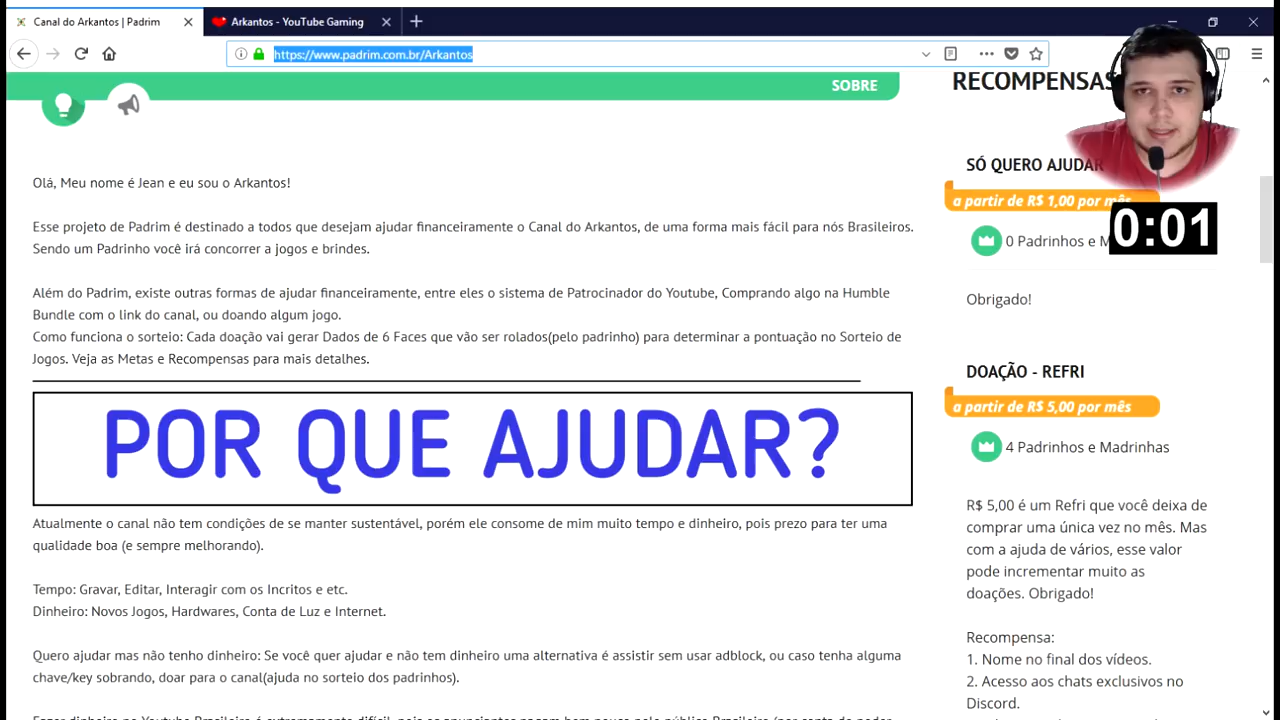 Canal do Arkantos | Padrim
Arkantos - YouTube Gaming
https://www.padrim.com.br/Arkantos
SOBRE
Olá, Meu nome é Jean e eu sou o Arkantos!
Esse projeto de Padrim é destinado a todos que desejam ajudar financeiramente o Canal do Arkantos, de uma forma mais fácil para nós Brasileiros.
Sendo um Padrinho você irá concorrer a jogos e brindes.
Além do Padrim, existe outras formas de ajudar financeiramente, entre eles o sistema de Patrocinador do Youtube, Comprando algo na Humble
Bundle com o link do canal, ou doando algum jogo.
Como funciona o sorteio: Cada doação vai gerar Dados de 6 Faces que vão ser rolados(pelo padrinho) para determinar a pontuação no Sorteio de
Jogos. Veja as Metas e Recompensas para mais detalhes.
POR QUE AJUDAR?
Atualmente o canal não tem condições de se manter sustentável, porém ele consome de mim muito tempo e dinheiro, pois prezo para ter uma
qualidade boa (e sempre melhorando).
Tempo: Gravar, Editar, Interagir com os Incritos e etc.
Dinheiro: Novos Jogos, Hardwares, Conta de Luz e Internet.
Quero ajudar mas não tenho dinheiro: Se você quer ajudar e não tem dinheiro uma alternativa é assistir sem usar adblock, ou caso tenha alguma
chave/key sobrando, doar para o canal(ajuda no sorteio dos padrinhos).
RECOMPENSAS
SÓ QUERO AJUDAR
a partir de R$ 1,00 por mês
0 Padrinhos e M
0:01
Obrigado!
DOAÇÃO - REFRI
a partir de R$ 5,00 por mês
4 Padrinhos e Madrinhas
R$ 5,00 é um Refri que você deixa de
comprar uma única vez no mês. Mas
com a ajuda de vários, esse valor
pode incrementar muito as
doações. Obrigado!
Recompensa:
1. Nome no final dos vídeos.
2. Acesso aos chats exclusivos no
Discord.